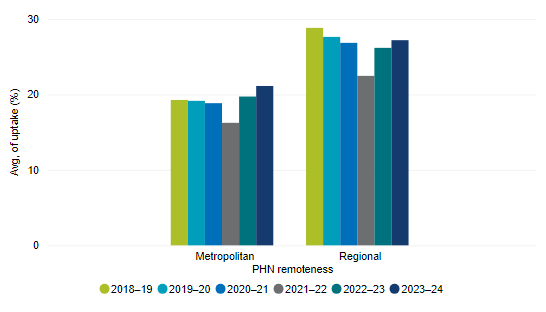 30
20
10
0
Avg. of uptake (%)
Metropolitan Regional
PHN remoteness
2018–19 2019–20 2020–21 2021–22 2022–23 2023–24